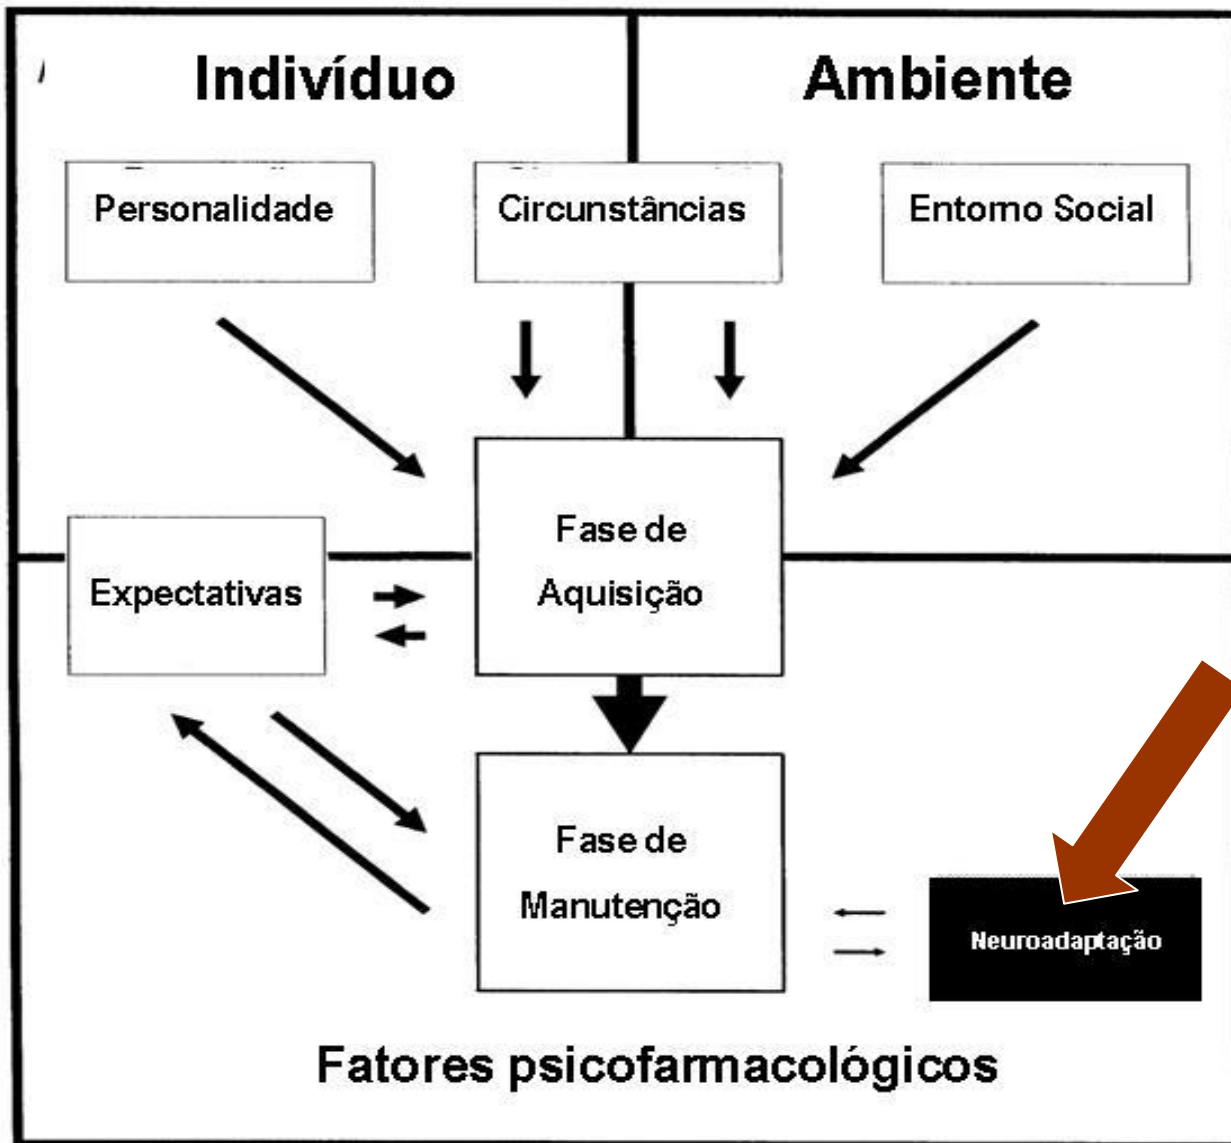 Indivíduo
Ambiente
Personalidade
Circunstâncias
Entorno Social
Fase de
Aquisição
Expectativas
Fase de
Manutenção
Neuroadaptação
Fatores psicofarmacológicos